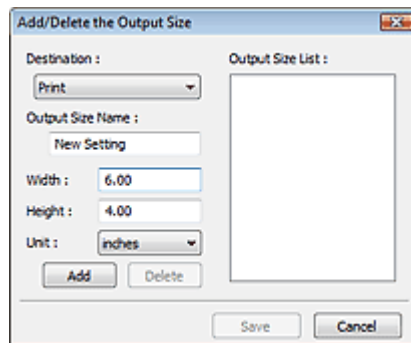 Add/Delete the Output Size
Destination :
Output Size List :
Print
Output Size Name :
New Setting
Width :
6.00
Height :
4.00
Unit :
inches
Add
Delete
Save
Cancel